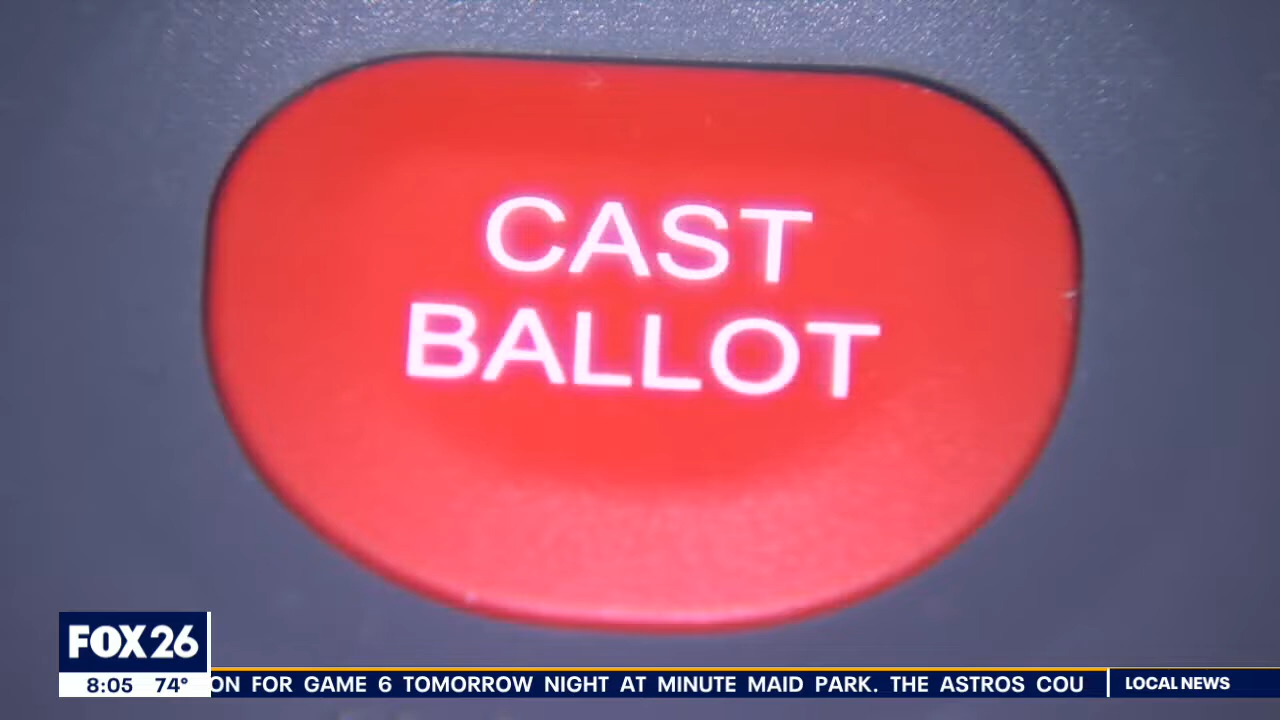 CAST
BALLOT
FOX 26
8:05 74°
ON FOR GAME 6 TOMORROW NIGHT AT MINUTE MAID PARK. THE ASTROS COU
LOCAL NEWS